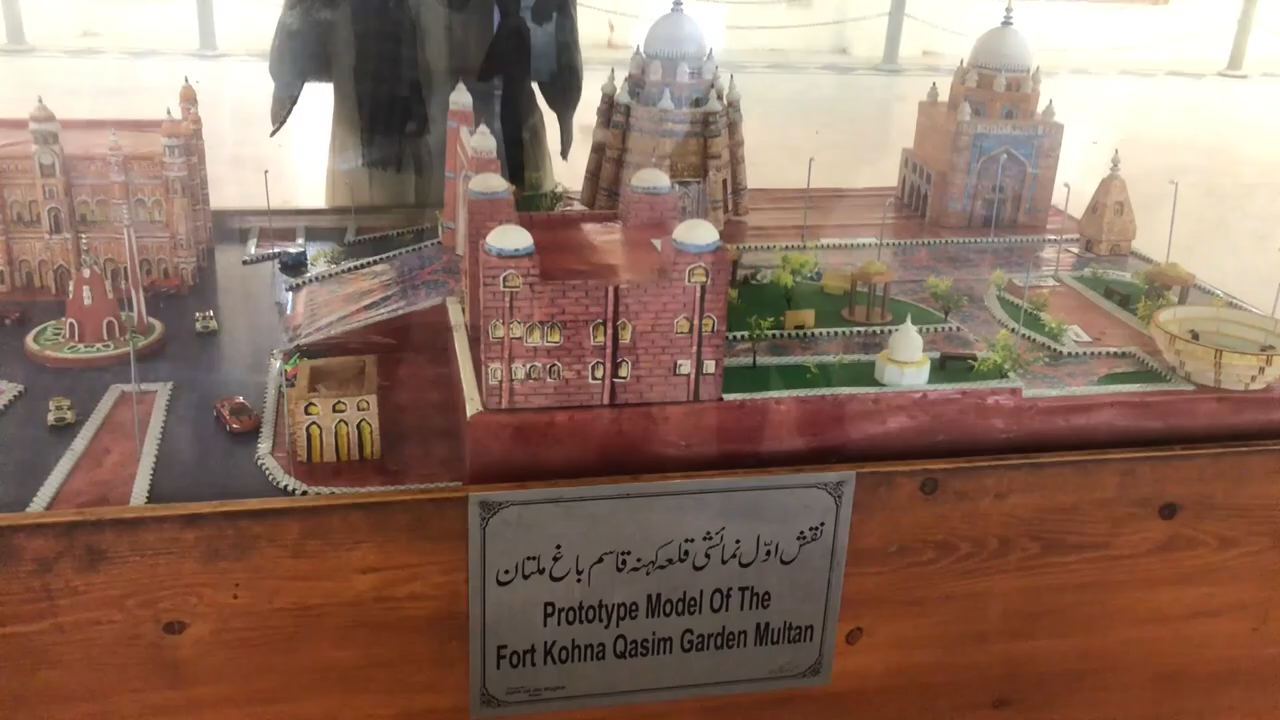 نقش اوّل نمائشی قلعہ کہنہ قاسم باغ ملتان
Prototype Model Of The
Fort Kohna Qasim Garden Multan